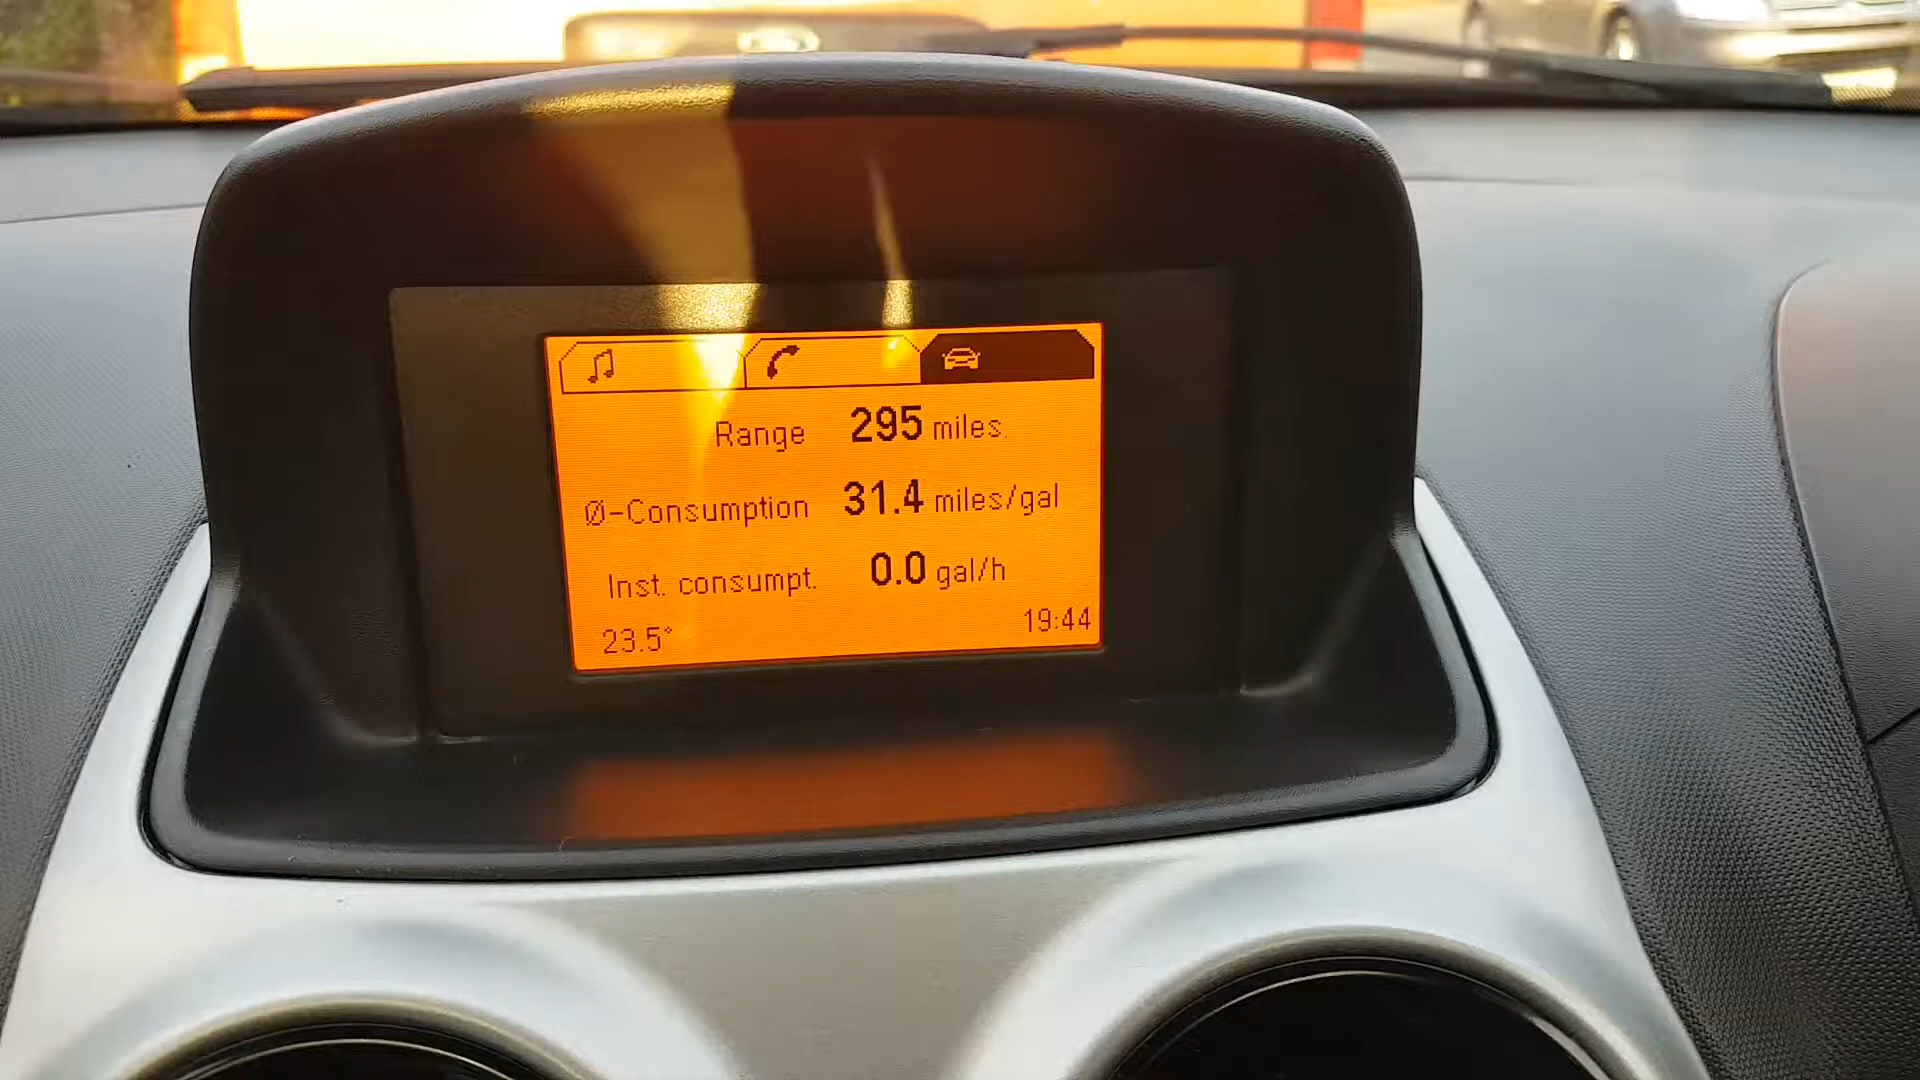 Range 295 miles
Ø-Consumption 31.4 miles/gal
Inst. consumpt. 0.0 gal/h
23.5° 19:44